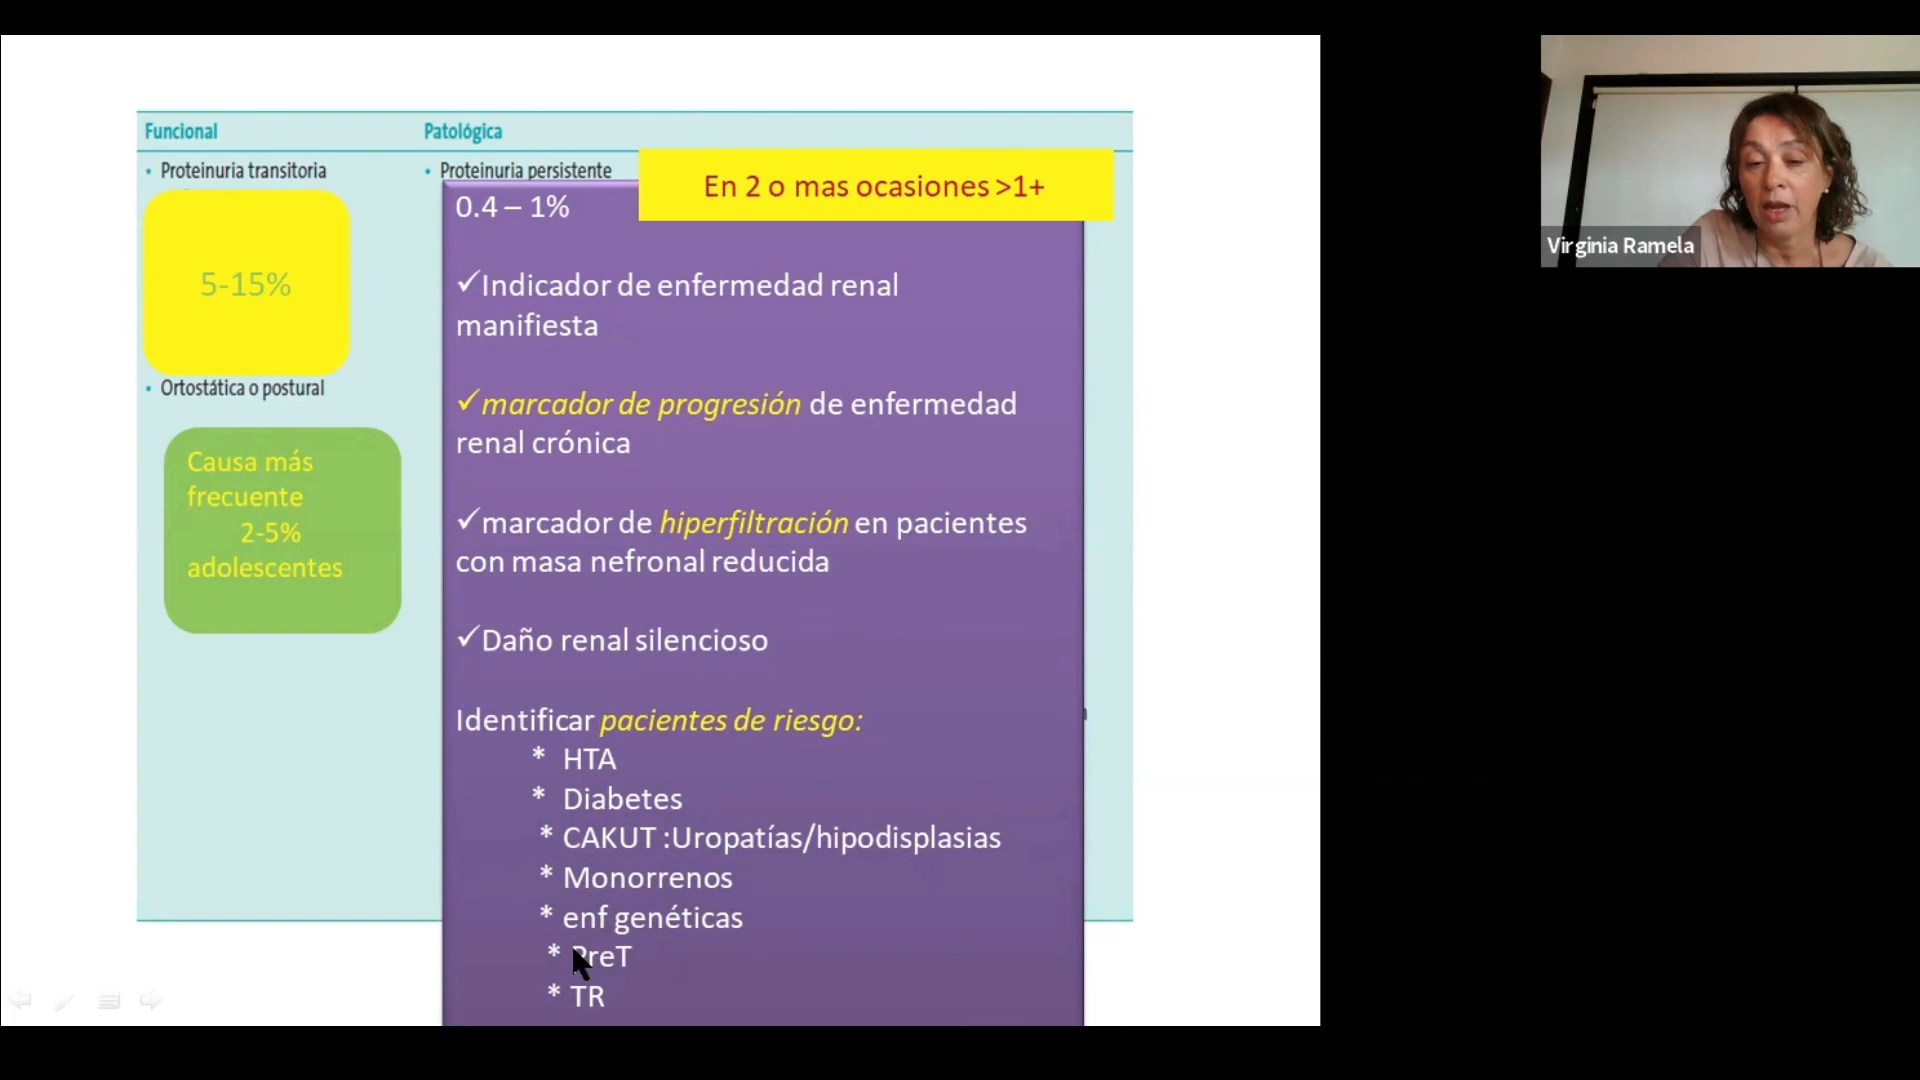 Funcional
Patológica
• Proteinuria transitoria
• Proteinuria persistente
En 2 o mas ocasiones >1+
5-15%
• Ortostática o postural
Causa más
frecuente
2-5%
adolescentes
0.4 – 1%
✓Indicador de enfermedad renal
manifiesta
✓marcador de progresión de enfermedad
renal crónica
✓marcador de hiperfiltración en pacientes
con masa nefronal reducida
✓Daño renal silencioso
Identificar pacientes de riesgo:
* HTA
* Diabetes
* CAKUT :Uropatías/hipodisplasias
* Monorrenos
* enf genéticas
* PreT
* TR
Virginia Ramela